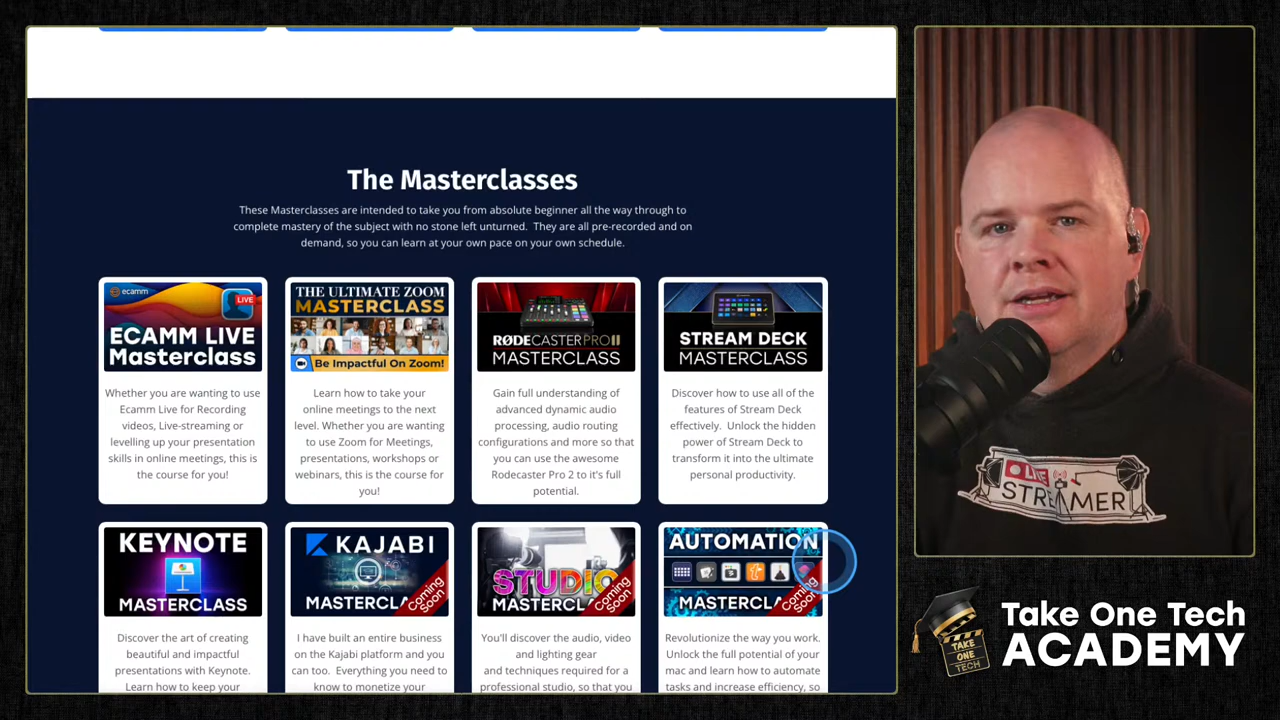 The Masterclasses
These Masterclasses are intended to take you from absolute beginner all the way through to
complete mastery of the subject with no stone left unturned. They are all pre-recorded and on
demand, so you can learn at your own pace on your own schedule.
ecamm
LIVE
ECAMM LIVE
Masterclass
Whether you are wanting to use
Ecamm Live for Recording
videos, Live-streaming or
levelling up your presentation
skills in online meetings, this is
the course for you!
THE ULTIMATE ZOOM
MASTERCLASS
Be Impactful On Zoom!
Learn how to take your
online meetings to the next
level. Whether you are wanting
to use Zoom for Meetings,
presentations, workshops or
webinars, this is the course for
you!
RØDECASTER PRO II
MASTERCLASS
Gain full understanding of
advanced dynamic audio
processing, audio routing
configurations and more so that
you can use the awesome
Rodecaster Pro 2 to it's full
potential.
STREAM DECK
MASTERCLASS
Discover how to use all of the
features of Stream Deck
effectively. Unlock the hidden
power of Stream Deck to
transform it into the ultimate
personal productivity.
KEYNOTE
MASTERCLASS
Discover the art of creating
beautiful and impactful
presentations with Keynote.
Learn how to keep your
KAJABI
MASTERCLA
Coming
Soon
I have built an entire business
on the Kajabi platform and you
can too. Everything you need to
know to monetize your
STUDIO
MASTERCLA
Coming
Soon
You'll discover the audio, video
and lighting gear
and techniques required for a
professional studio, so that you
AUTOMATION
MASTERCLA
Coming
Soon
Revolutionize the way you work.
Unlock the full potential of your
mac and learn how to automate
tasks and increase efficiency, so
LIVE
STREAMER
TAKE
ONE
TECH
Take One Tech
ACADEMY